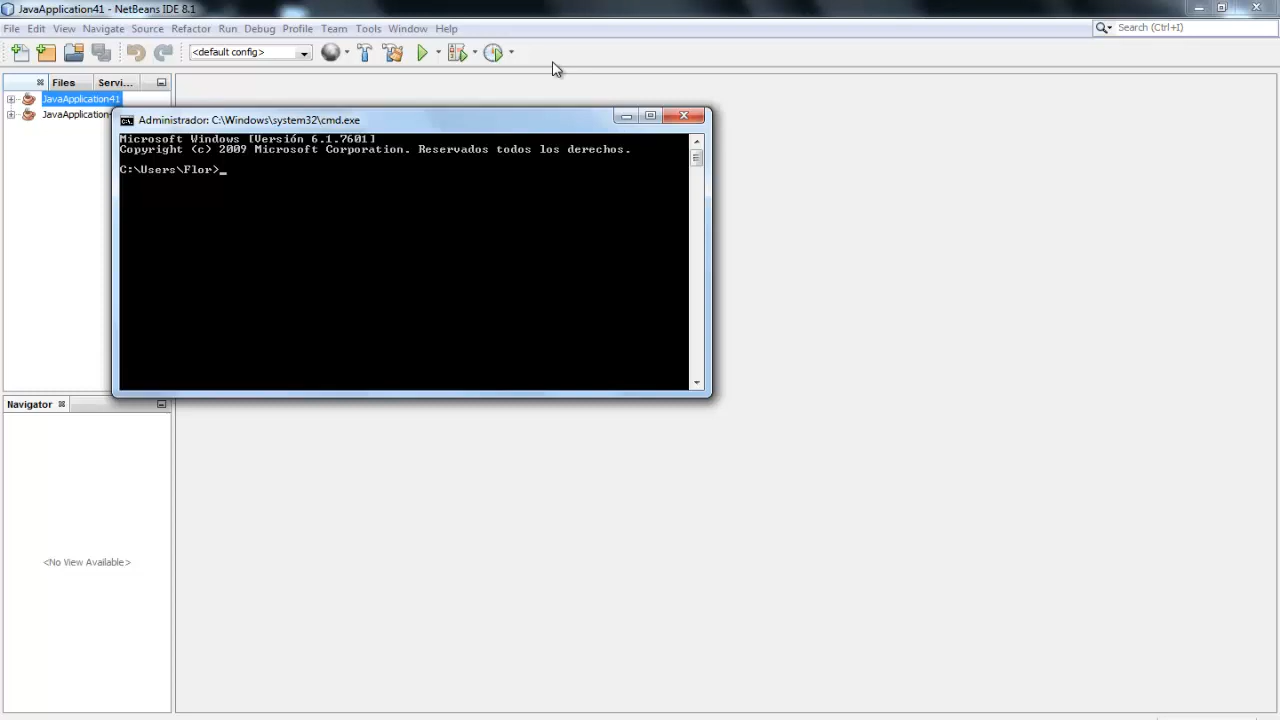 JavaApplication41 - NetBeans IDE 8.1
File Edit View Navigate Source Refactor Run Debug Profile Team Tools Window Help
Search (Ctrl+I)
<default config>
Files Servi...
JavaApplication41
JavaApplication
Administrador: C:\Windows\system32\cmd.exe
Microsoft Windows [Versión 6.1.7601]
Copyright (c) 2009 Microsoft Corporation. Reservados todos los derechos.
C:\Users\Flor>_
Navigator
<No View Available>